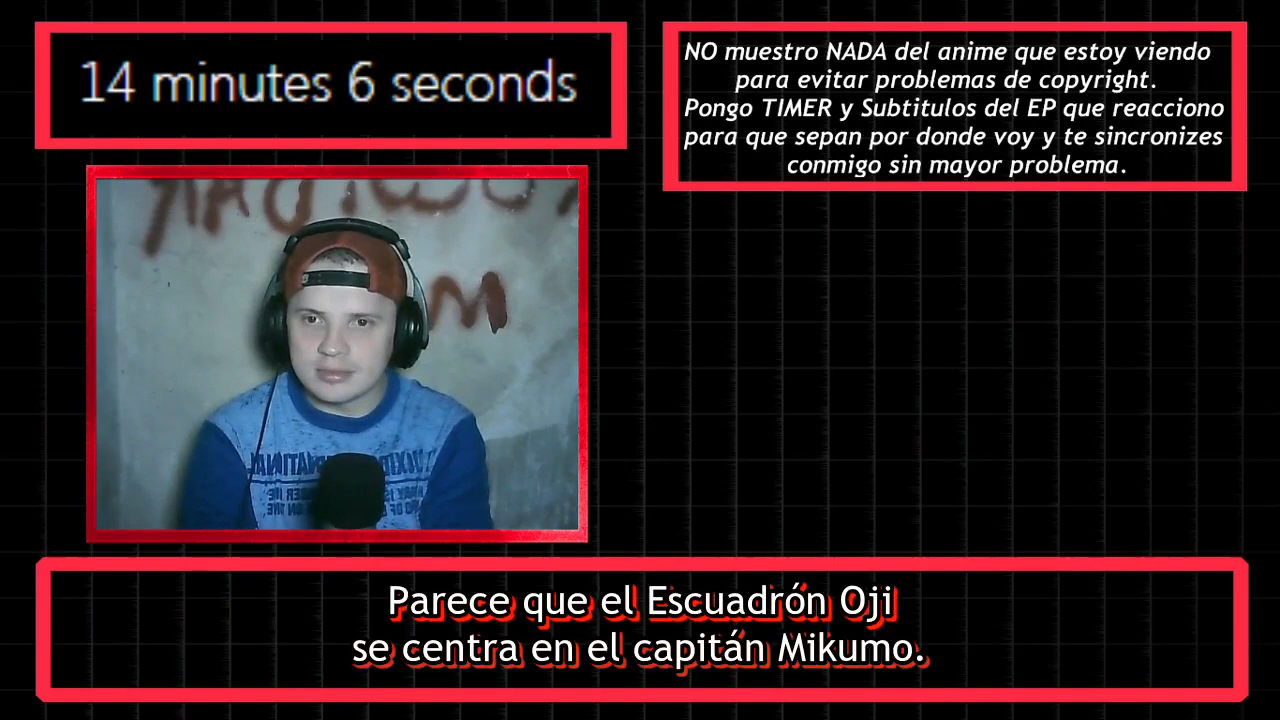 14 minutes 6 seconds
NO muestro NADA del anime que estoy viendo
para evitar problemas de copyright.
Pongo TIMER y Subtitulos del EP que reacciono
para que sepan por donde voy y te sincronizes
conmigo sin mayor problema.
Parece que el Escuadrón Oji
se centra en el capitán Mikumo.